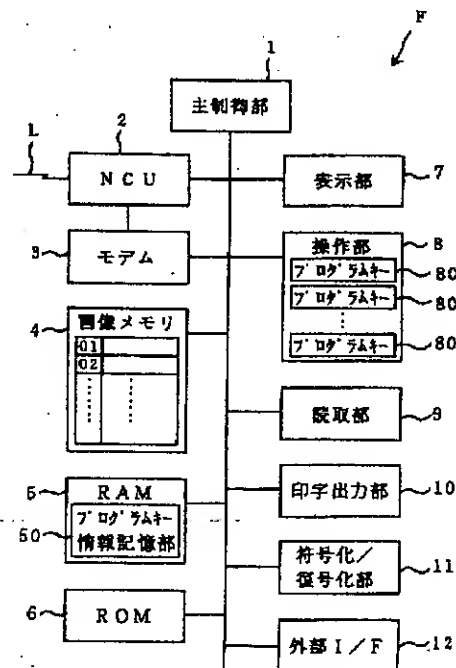 F
1
主制御部
L
2
NCU
表示部
7
3
モデム
操作部
8
プログラムキー
80
プログラムキー
80
プログラムキー
80
4
画像メモリ
01
02
読取部
9
5
RAM
プログラムキー
50
情報記憶部
印字出力部
10
符号化/
復号化部
11
6
ROM
外部I/F
12